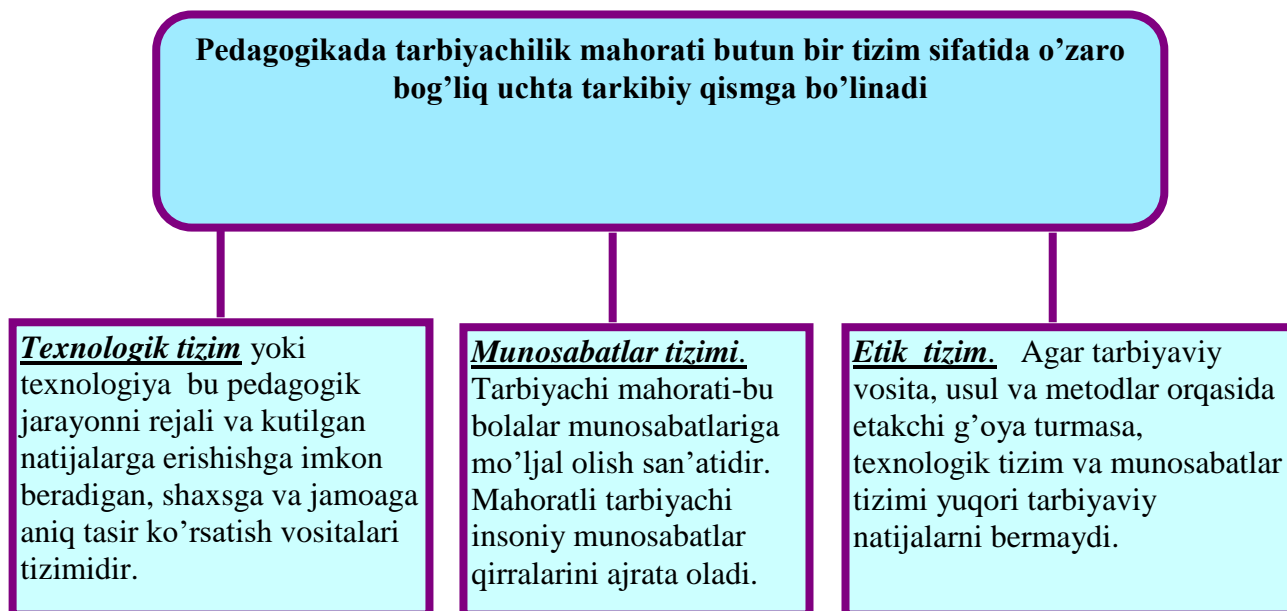 Pedagogikada tarbiyachilik mahorati butun bir tizim sifatida o’zaro
bog’liq uchta tarkibiy qismga bo’linadi
Texnologik tizim yoki
texnologiya bu pedagogik
jarayonni rejali va kutilgan
natijalarga erishishga imkon
beradigan, shaxsga va jamoaga
aniq tasir ko’rsatish vositalari
tizimidir.
Munosabatlar tizimi.
Tarbiyachi mahorati-bu
bolalar munosabatlariga
mo’ljal olish san’atidir.
Mahoratli tarbiyachi
insoniy munosabatlar
qirralarini ajrata oladi.
Etik tizim. Agar tarbiyaviy
vosita, usul va metodlar orqasida
etakchi g’oya turmasa,
texnologik tizim va munosabatlar
tizimi yuqori tarbiyaviy
natijalarni bermaydi.